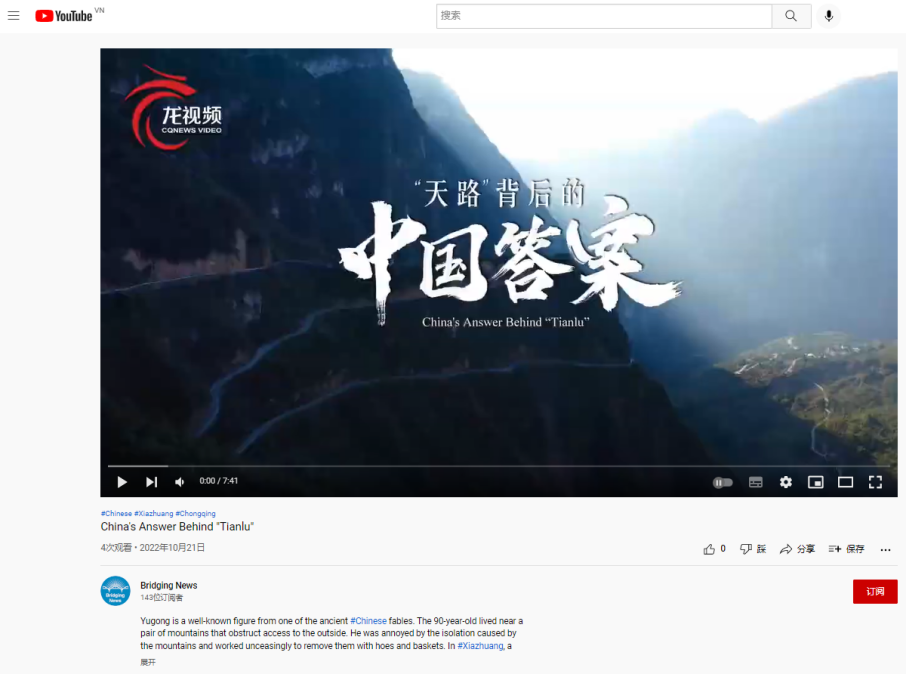 YouTube VN
搜索
龙视频
CQNEWS VIDEO
“天路”背后的
中国答案
China's Answer Behind “Tianlu”
0:00 / 7:41
#Chinese #Xiazhuang #Chongqing
China's Answer Behind "Tianlu"
4次观看 • 2022年10月21日
0 踩 分享 保存
Bridging News
Bridging News
143位订阅者
订阅
Yugong is a well-known figure from one of the ancient #Chinese fables. The 90-year-old lived near a
pair of mountains that obstruct access to the outside. He was annoyed by the isolation caused by
the mountains and worked unceasingly to remove them with hoes and baskets. In #Xiazhuang, a
展开